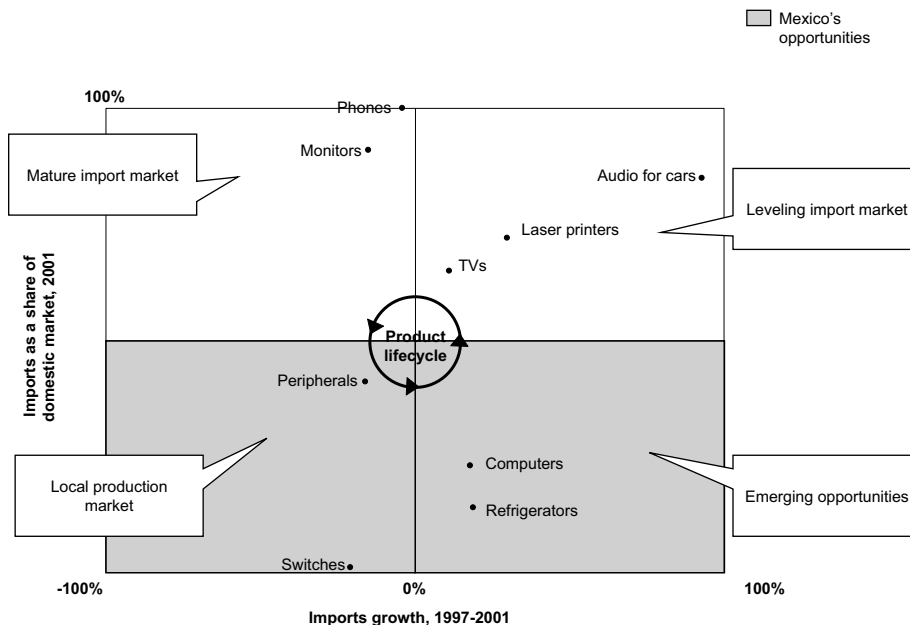 Mexico's
opportunities
100%
Phones
Monitors
Mature import market
Audio for cars
Leveling import market
Laser printers
TVs
Imports as a share of
domestic market, 2001
Product
lifecycle
Peripherals
Computers
Local production
market
Emerging opportunities
Refrigerators
Switches
-100%
0%
100%
Imports growth, 1997-2001